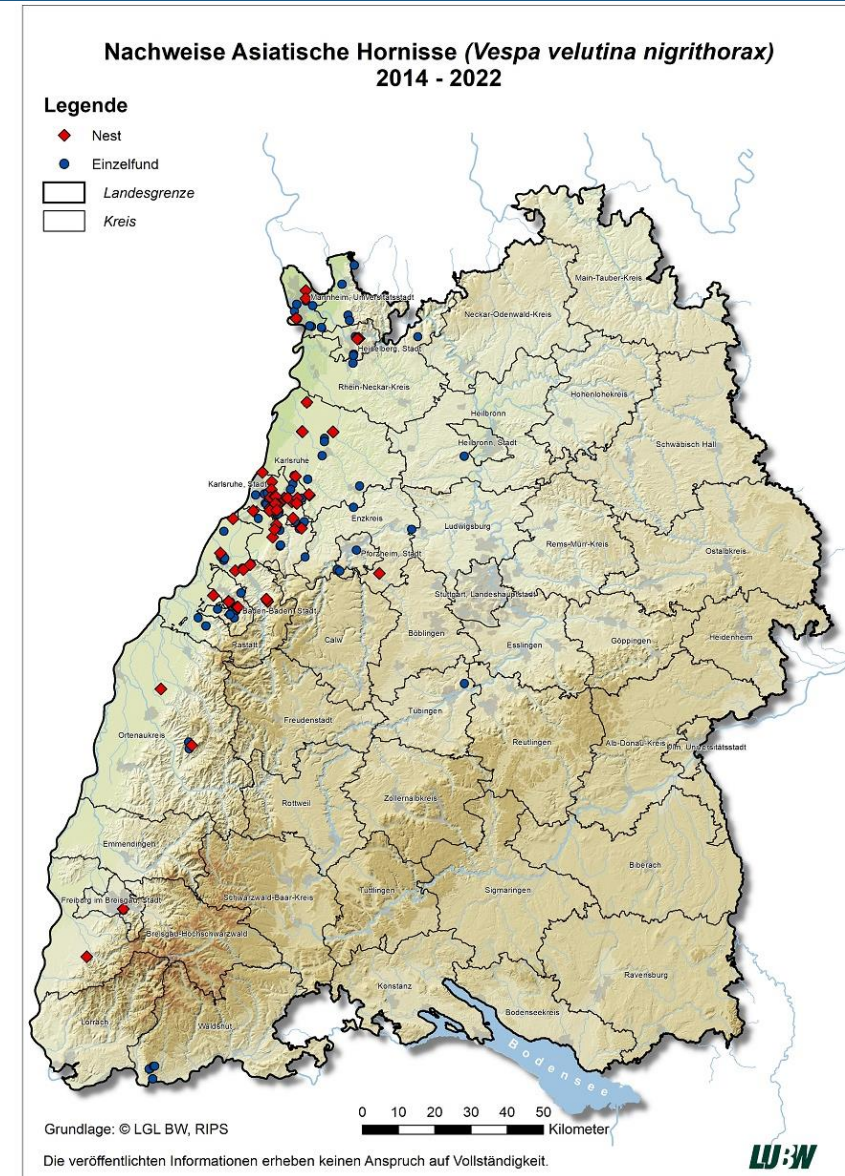 Nachweise Asiatische Hornisse (Vespa velutina nigrithorax)
2014 - 2022
Legende
Nest
Einzelfund
Landesgrenze
Kreis
Main-Tauber-Kreis
Mannheim, Universitätsstadt
Neckar-Odenwald-Kreis
Heidelberg, Stadt
Rhein-Neckar-Kreis
Hohenlohekreis
Heilbronn
Heilbronn, Stadt
Schwäbisch Hall
Karlsruhe
Karlsruhe, Stadt
Enzkreis
Ludwigsburg
Rems-Murr-Kreis
Ostalbkreis
Pforzheim, Stadt
Stuttgart, Landeshauptstadt
Baden-Baden, Stadt
Rastatt
Calw
Böblingen
Esslingen
Göppingen
Heidenheim
Tübingen
Freudenstadt
Ortenaukreis
Reutlingen
Alb-Donau-Kreis
Ulm, Universitätsstadt
Rottweil
Zollernalbkreis
Emmendingen
Biberach
Tuttlingen
Sigmaringen
Freiburg im Breisgau, Stadt
Schwarzwald-Baar-Kreis
Breisgau-Hochschwarzwald
Ravensburg
Konstanz
Bodenseekreis
Lörrach
Waldshut
Bodensee
0 10 20 30 40 50
Kilometer
Grundlage: © LGL BW, RIPS
Die veröffentlichten Informationen erheben keinen Anspruch auf Vollständigkeit.
LUBW